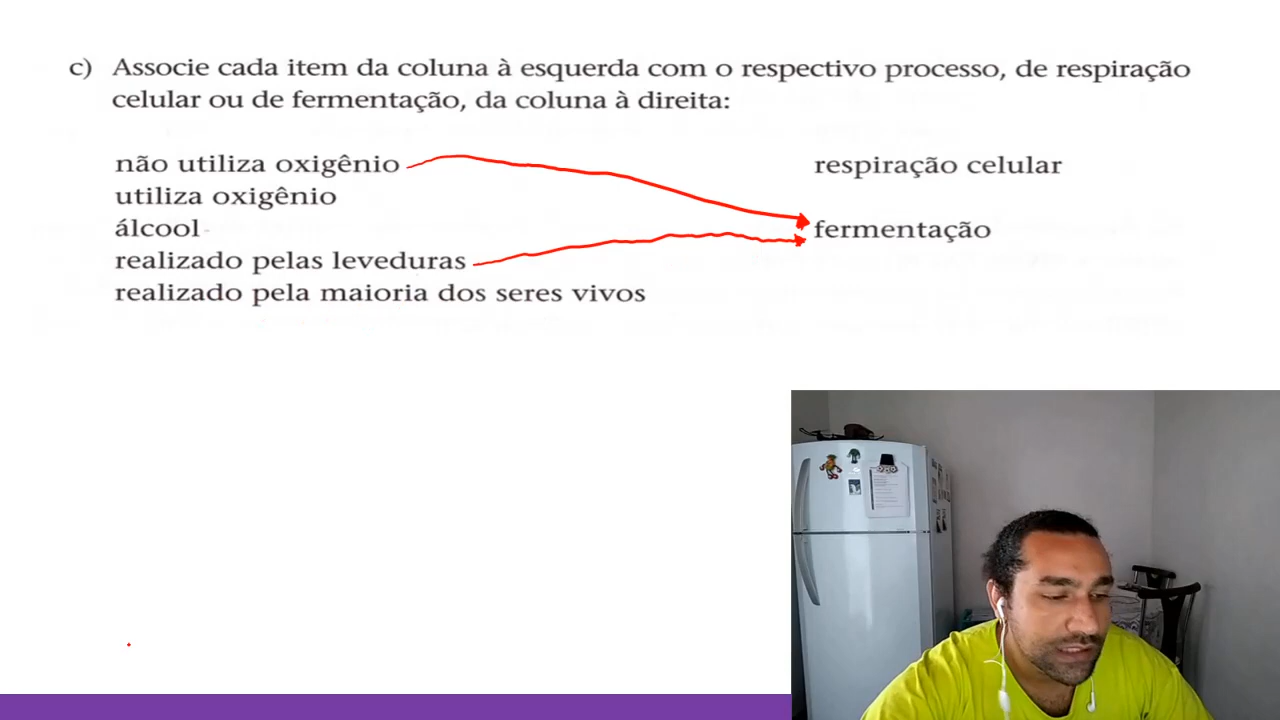 c) Associe cada item da coluna à esquerda com o respectivo processo, de respiração
celular ou de fermentação, da coluna à direita:
não utiliza oxigênio
utiliza oxigênio
álcool
realizado pelas leveduras
realizado pela maioria dos seres vivos
respiração celular
fermentação